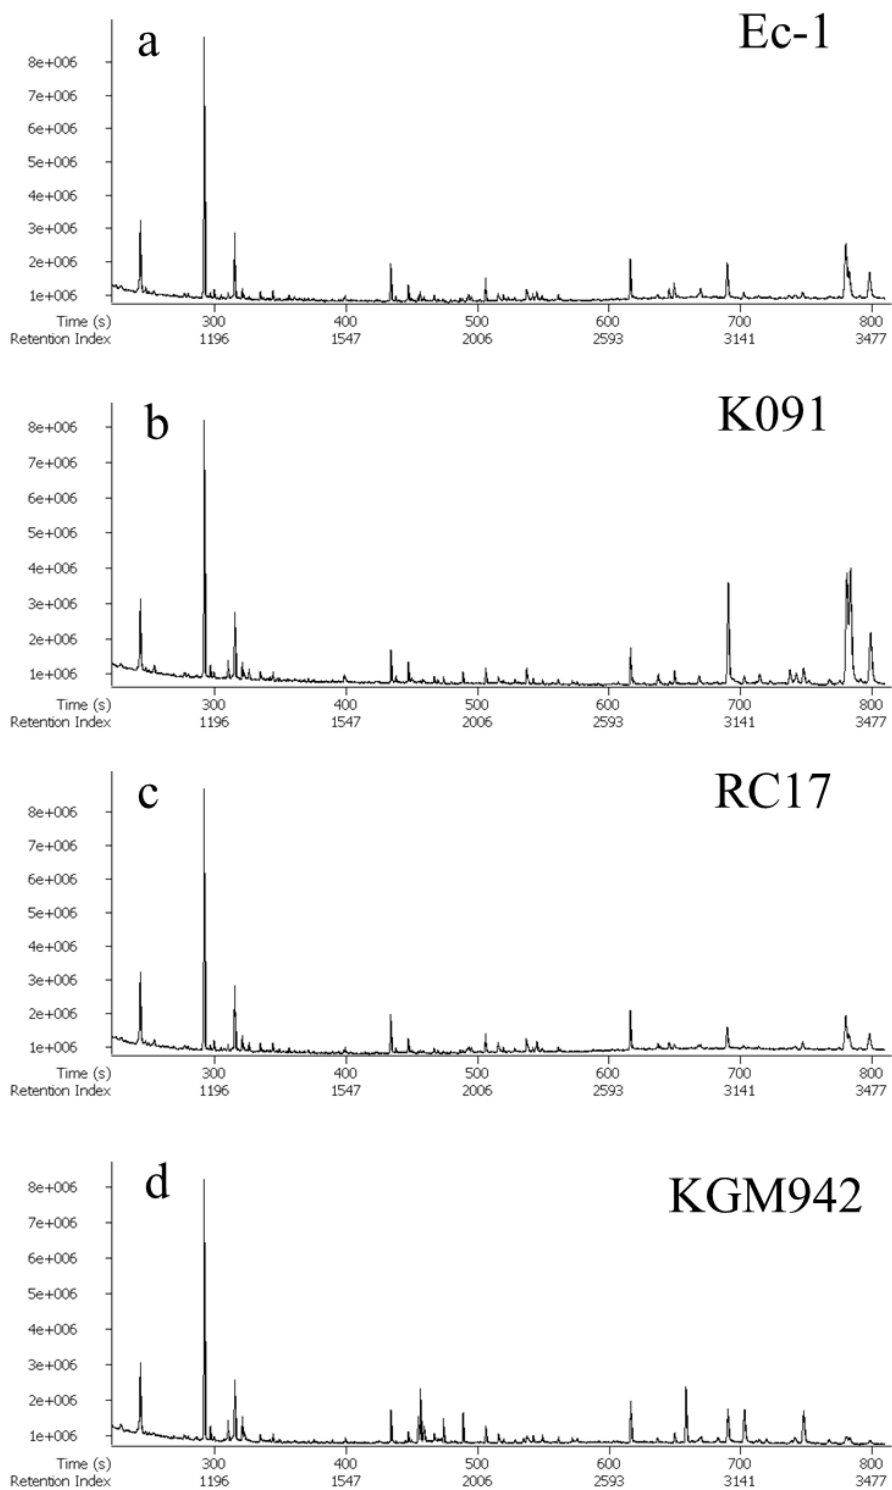 a
Ec-1
8e+006
7e+006
6e+006
5e+006
4e+006
3e+006
2e+006
1e+006
Time (s) 300 400 500 600 700 800
Retention Index 1196 1547 2006 2593 3141 3477
b
K091
8e+006
7e+006
6e+006
5e+006
4e+006
3e+006
2e+006
1e+006
Time (s) 300 400 500 600 700 800
Retention Index 1196 1547 2006 2593 3141 3477
c
RC17
8e+006
7e+006
6e+006
5e+006
4e+006
3e+006
2e+006
1e+006
Time (s) 300 400 500 600 700 800
Retention Index 1196 1547 2006 2593 3141 3477
d
KGM942
8e+006
7e+006
6e+006
5e+006
4e+006
3e+006
2e+006
1e+006
Time (s) 300 400 500 600 700 800
Retention Index 1196 1547 2006 2593 3141 3477